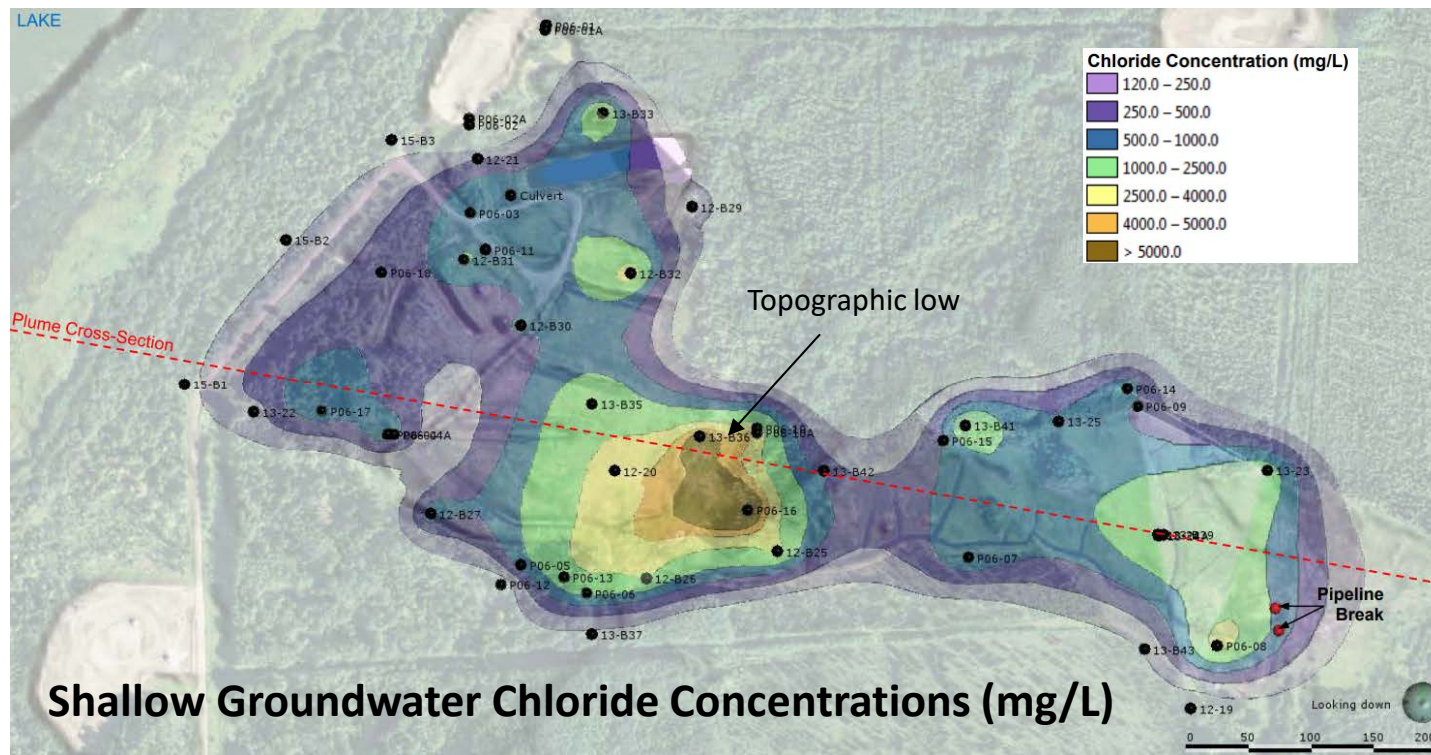 LAKE
P06-01
P06-01A
Chloride Concentration (mg/L)
120.0 – 250.0
250.0 – 500.0
500.0 – 1000.0
1000.0 – 2500.0
2500.0 – 4000.0
4000.0 – 5000.0
> 5000.0
13-B33
P06-02A
P06-02
15-B3
12-21
Culvert
P06-03
12-B29
15-B2
P06-11
12-B31
P06-18
12-B32
Topographic low
Plume Cross-Section
12-B30
15-B1
13-22
P06-17
13-B35
P06-14
P06-09
13-B41
13-25
P06-10A
13-B36
P06-15
12-20
13-B42
13-23
P06-16
12-B27
12-B25
P06-07
P06-05
P06-13
12-B26
P06-12
P06-06
Pipeline
Break
13-B37
P06-08
13-B43
Shallow Groundwater Chloride Concentrations (mg/L)
Looking down
12-19
0 50 100 150